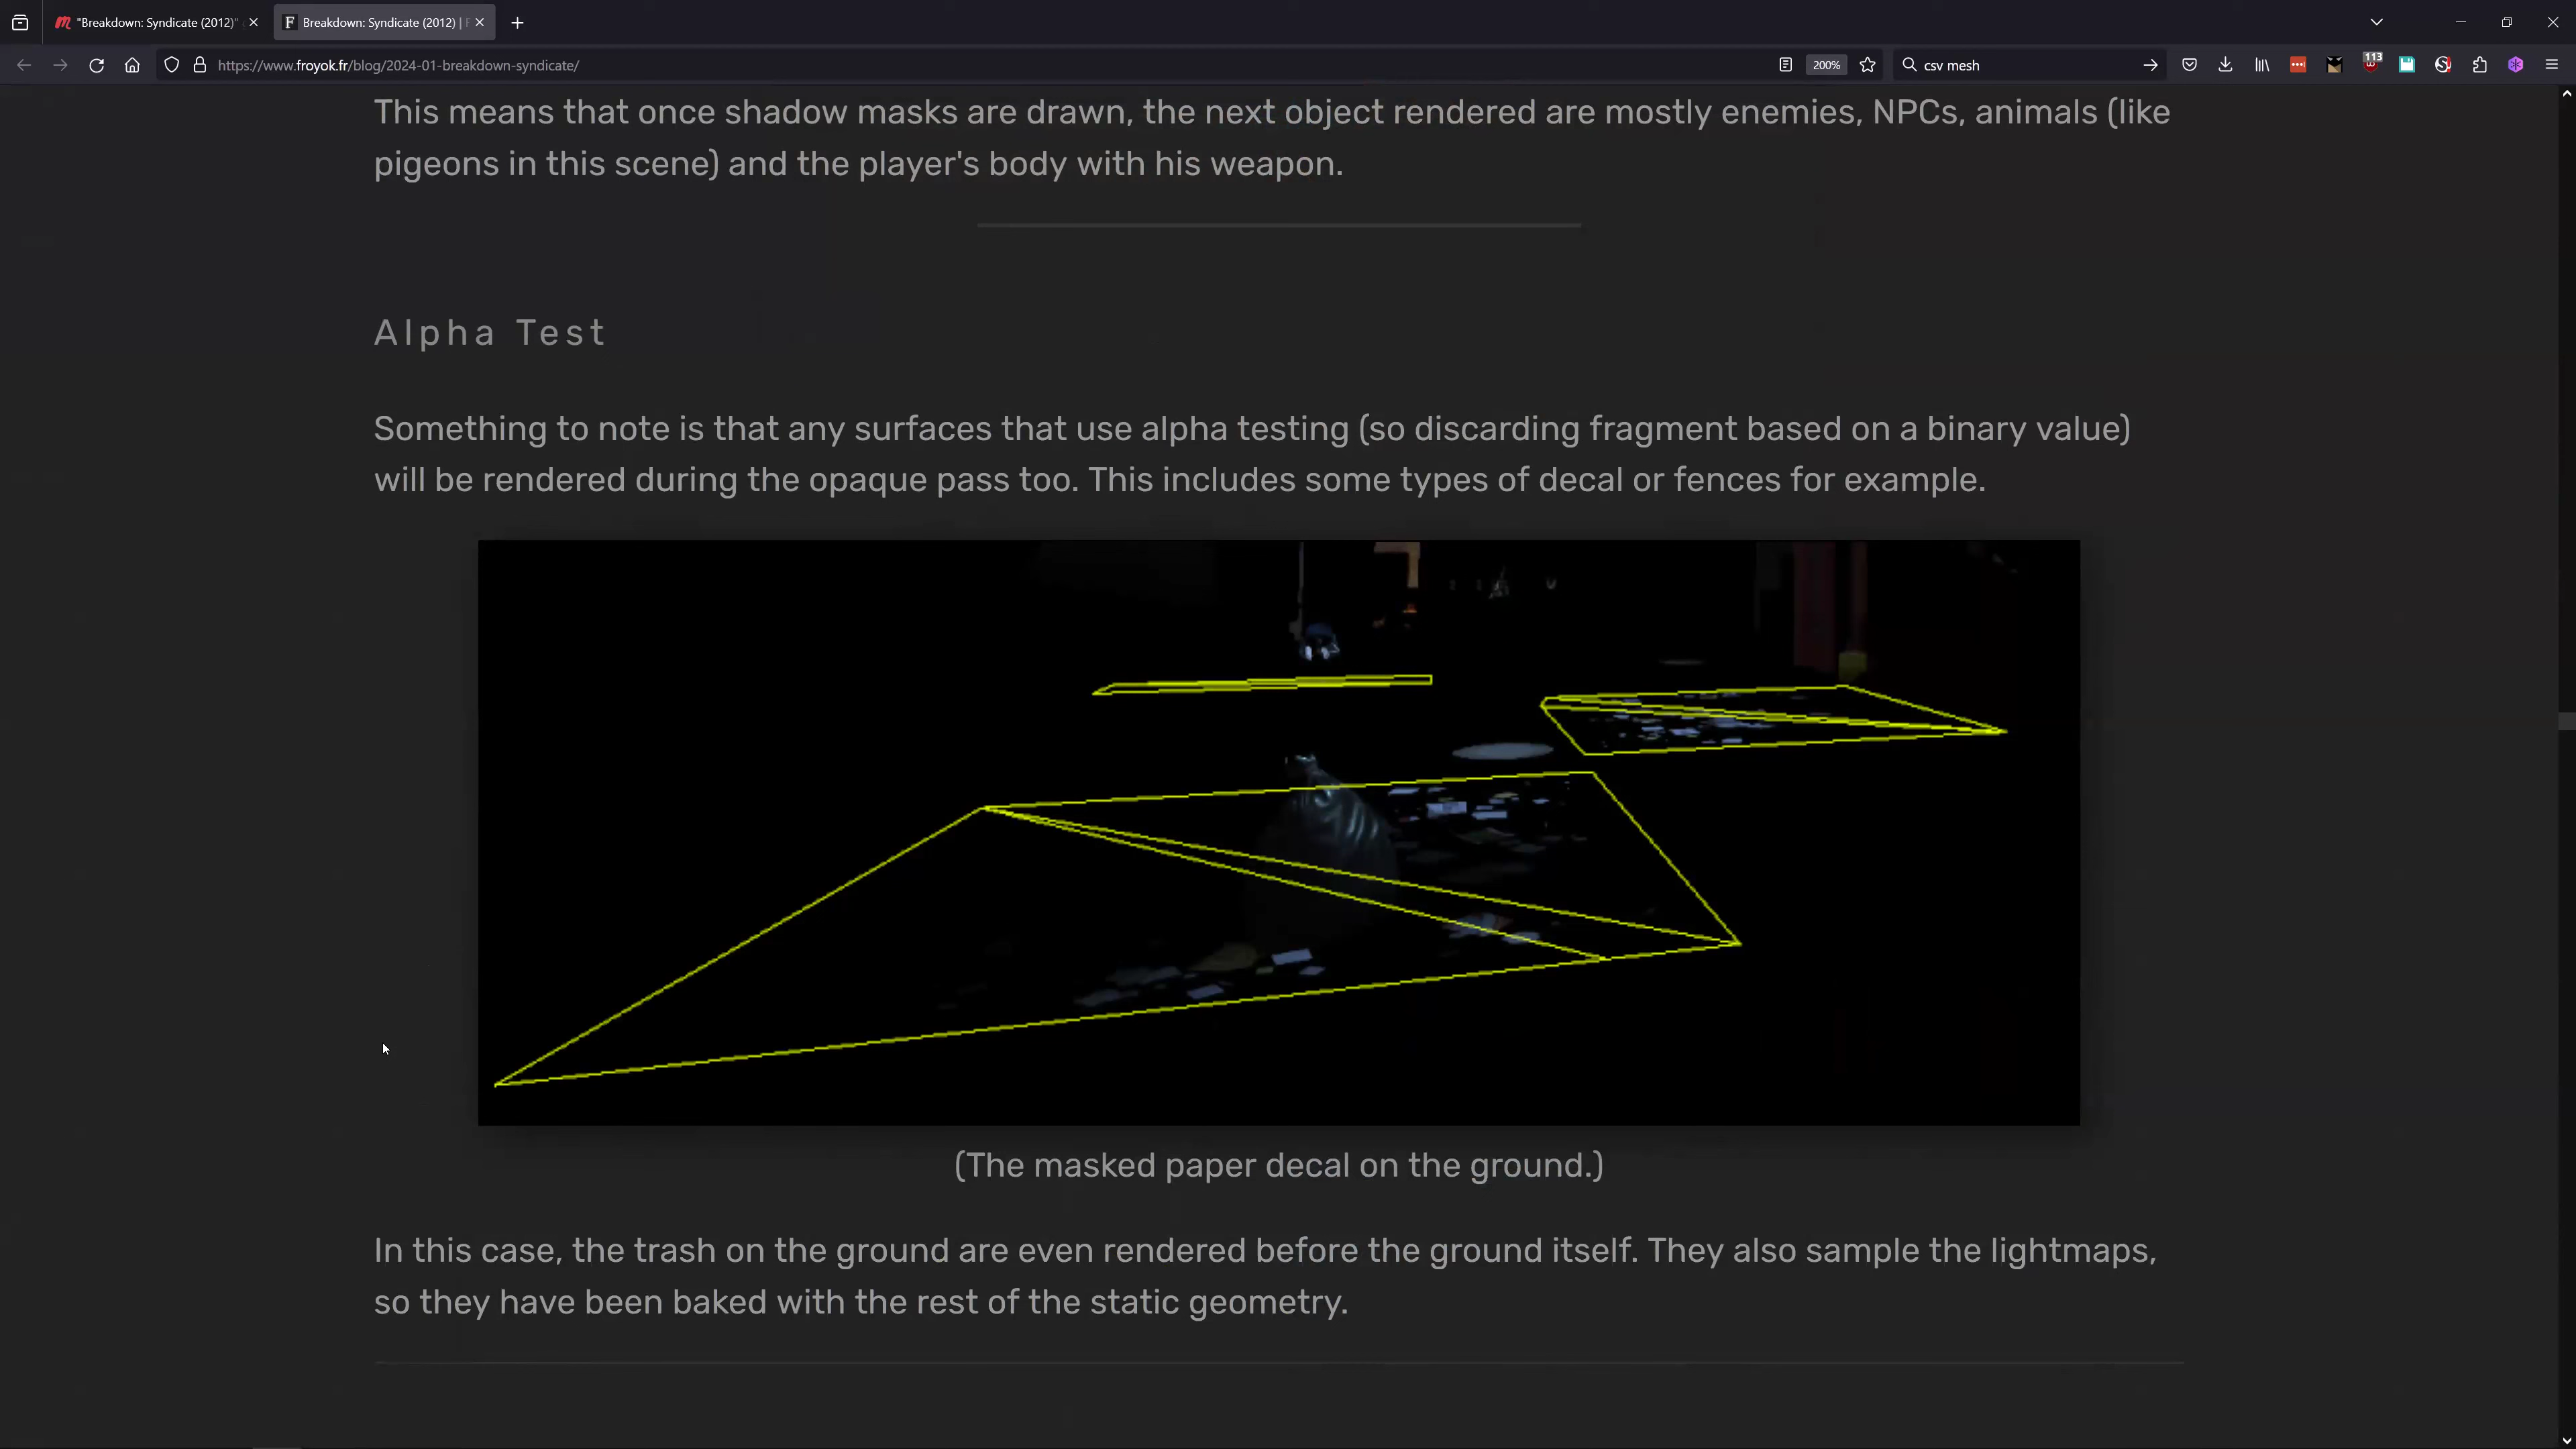 "Breakdown: Syndicate (2012)"
Breakdown: Syndicate (2012) |
https://www.froyok.fr/blog/2024-01-breakdown-syndicate/
200%
csv mesh
113
This means that once shadow masks are drawn, the next object rendered are mostly enemies, NPCs, animals (like
pigeons in this scene) and the player's body with his weapon.
Alpha Test
Something to note is that any surfaces that use alpha testing (so discarding fragment based on a binary value)
will be rendered during the opaque pass too. This includes some types of decal or fences for example.
(The masked paper decal on the ground.)
In this case, the trash on the ground are even rendered before the ground itself. They also sample the lightmaps,
so they have been baked with the rest of the static geometry.